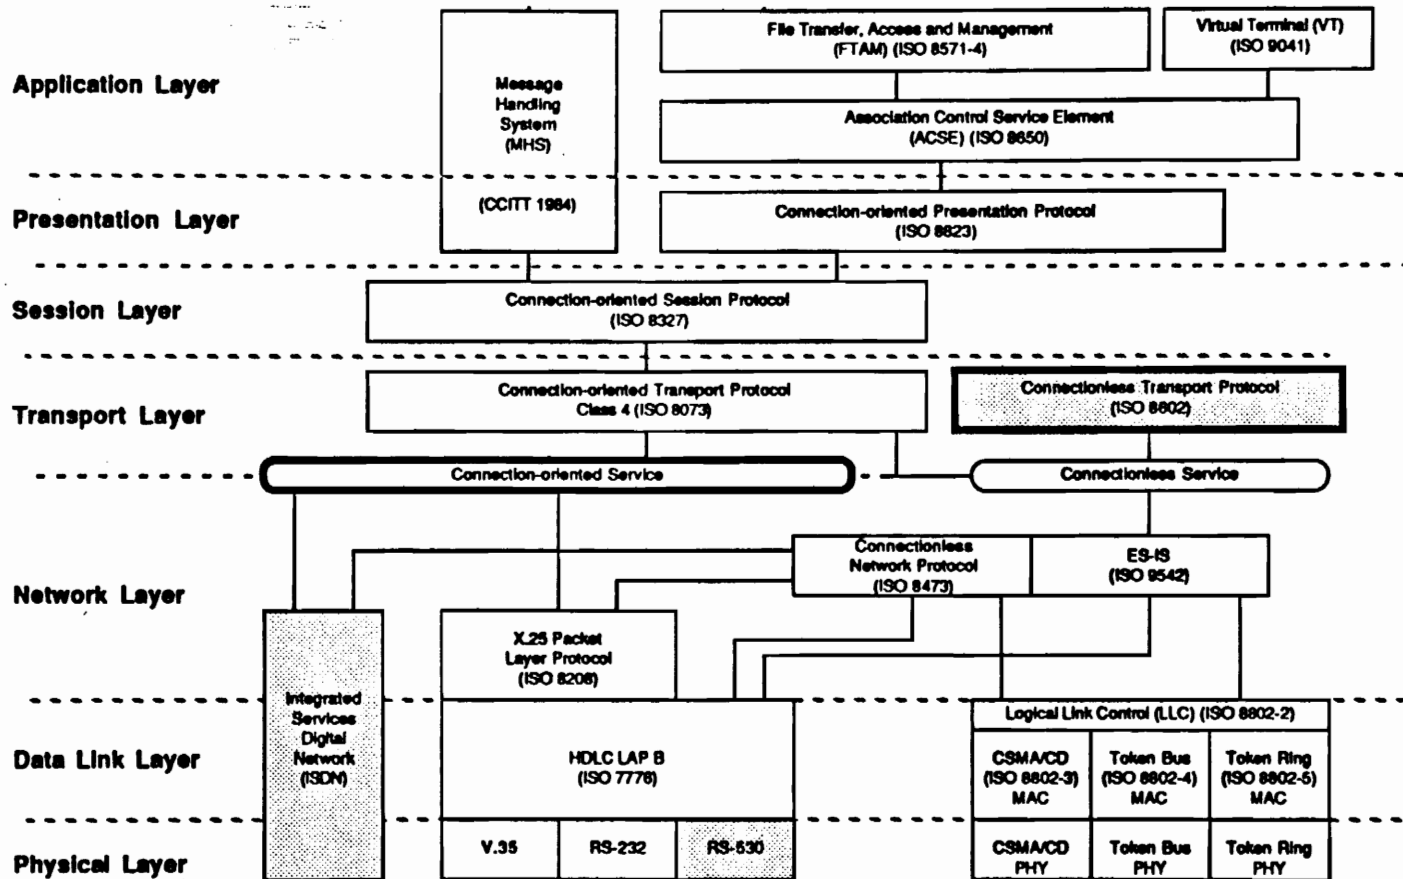 File Transfer, Access and Management
(FTAM) (ISO 8571-4)
Virtual Terminal (VT)
(ISO 9041)
Application Layer
Message
Handling
System
(MHS)
Association Control Service Element
(ACSE) (ISO 8650)
Presentation Layer
(CCITT 1984)
Connection-oriented Presentation Protocol
(ISO 8823)
Session Layer
Connection-oriented Session Protocol
(ISO 8327)
Transport Layer
Connection-oriented Transport Protocol
Class 4 (ISO 8073)
Connectionless Transport Protocol
(ISO 8602)
Connection-oriented Service
Connectionless Service
Network Layer
Connectionless
Network Protocol
(ISO 8473)
ES-IS
(ISO 9542)
X.25 Packet
Layer Protocol
(ISO 8208)
Integrated
Services
Digital
Network
(ISDN)
Data Link Layer
HDLC LAP B
(ISO 7776)
Logical Link Control (LLC) (ISO 8802-2)
CSMA/CD
(ISO 8802-3)
MAC
Token Bus
(ISO 8802-4)
MAC
Token Ring
(ISO 8802-5)
MAC
Physical Layer
V.35
RS-232
RS-530
CSMA/CD
PHY
Token Bus
PHY
Token Ring
PHY